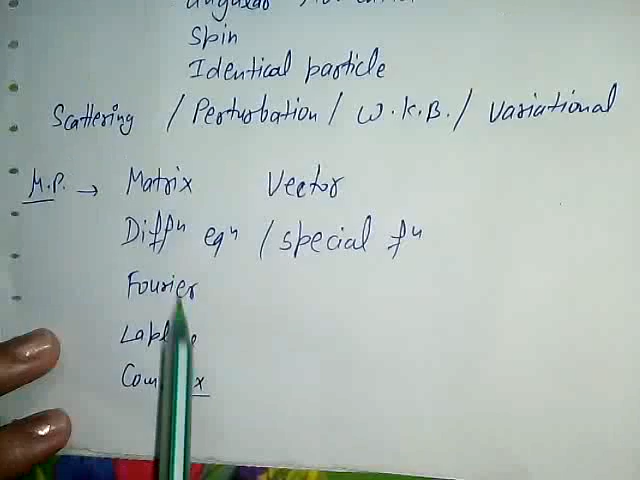 Spin
Identical particle
Scattering / Perturbation / W.K.B. / Variational
M.P. → Matrix Vector
Diffⁿ eqⁿ / special fⁿ
Fourier